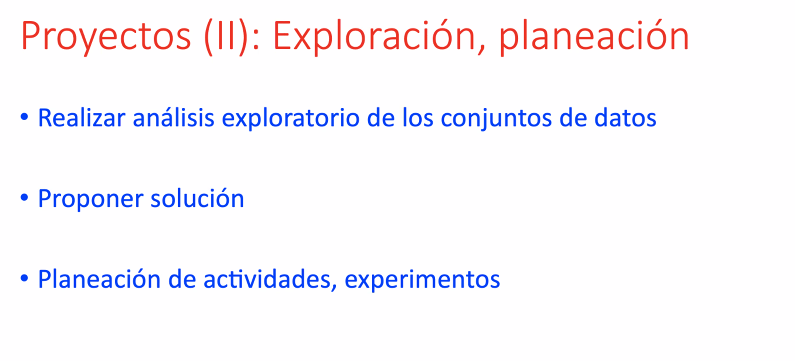 Proyectos (II): Exploración, planeación
• Realizar análisis exploratorio de los conjuntos de datos
• Proponer solución
• Planeación de actividades, experimentos